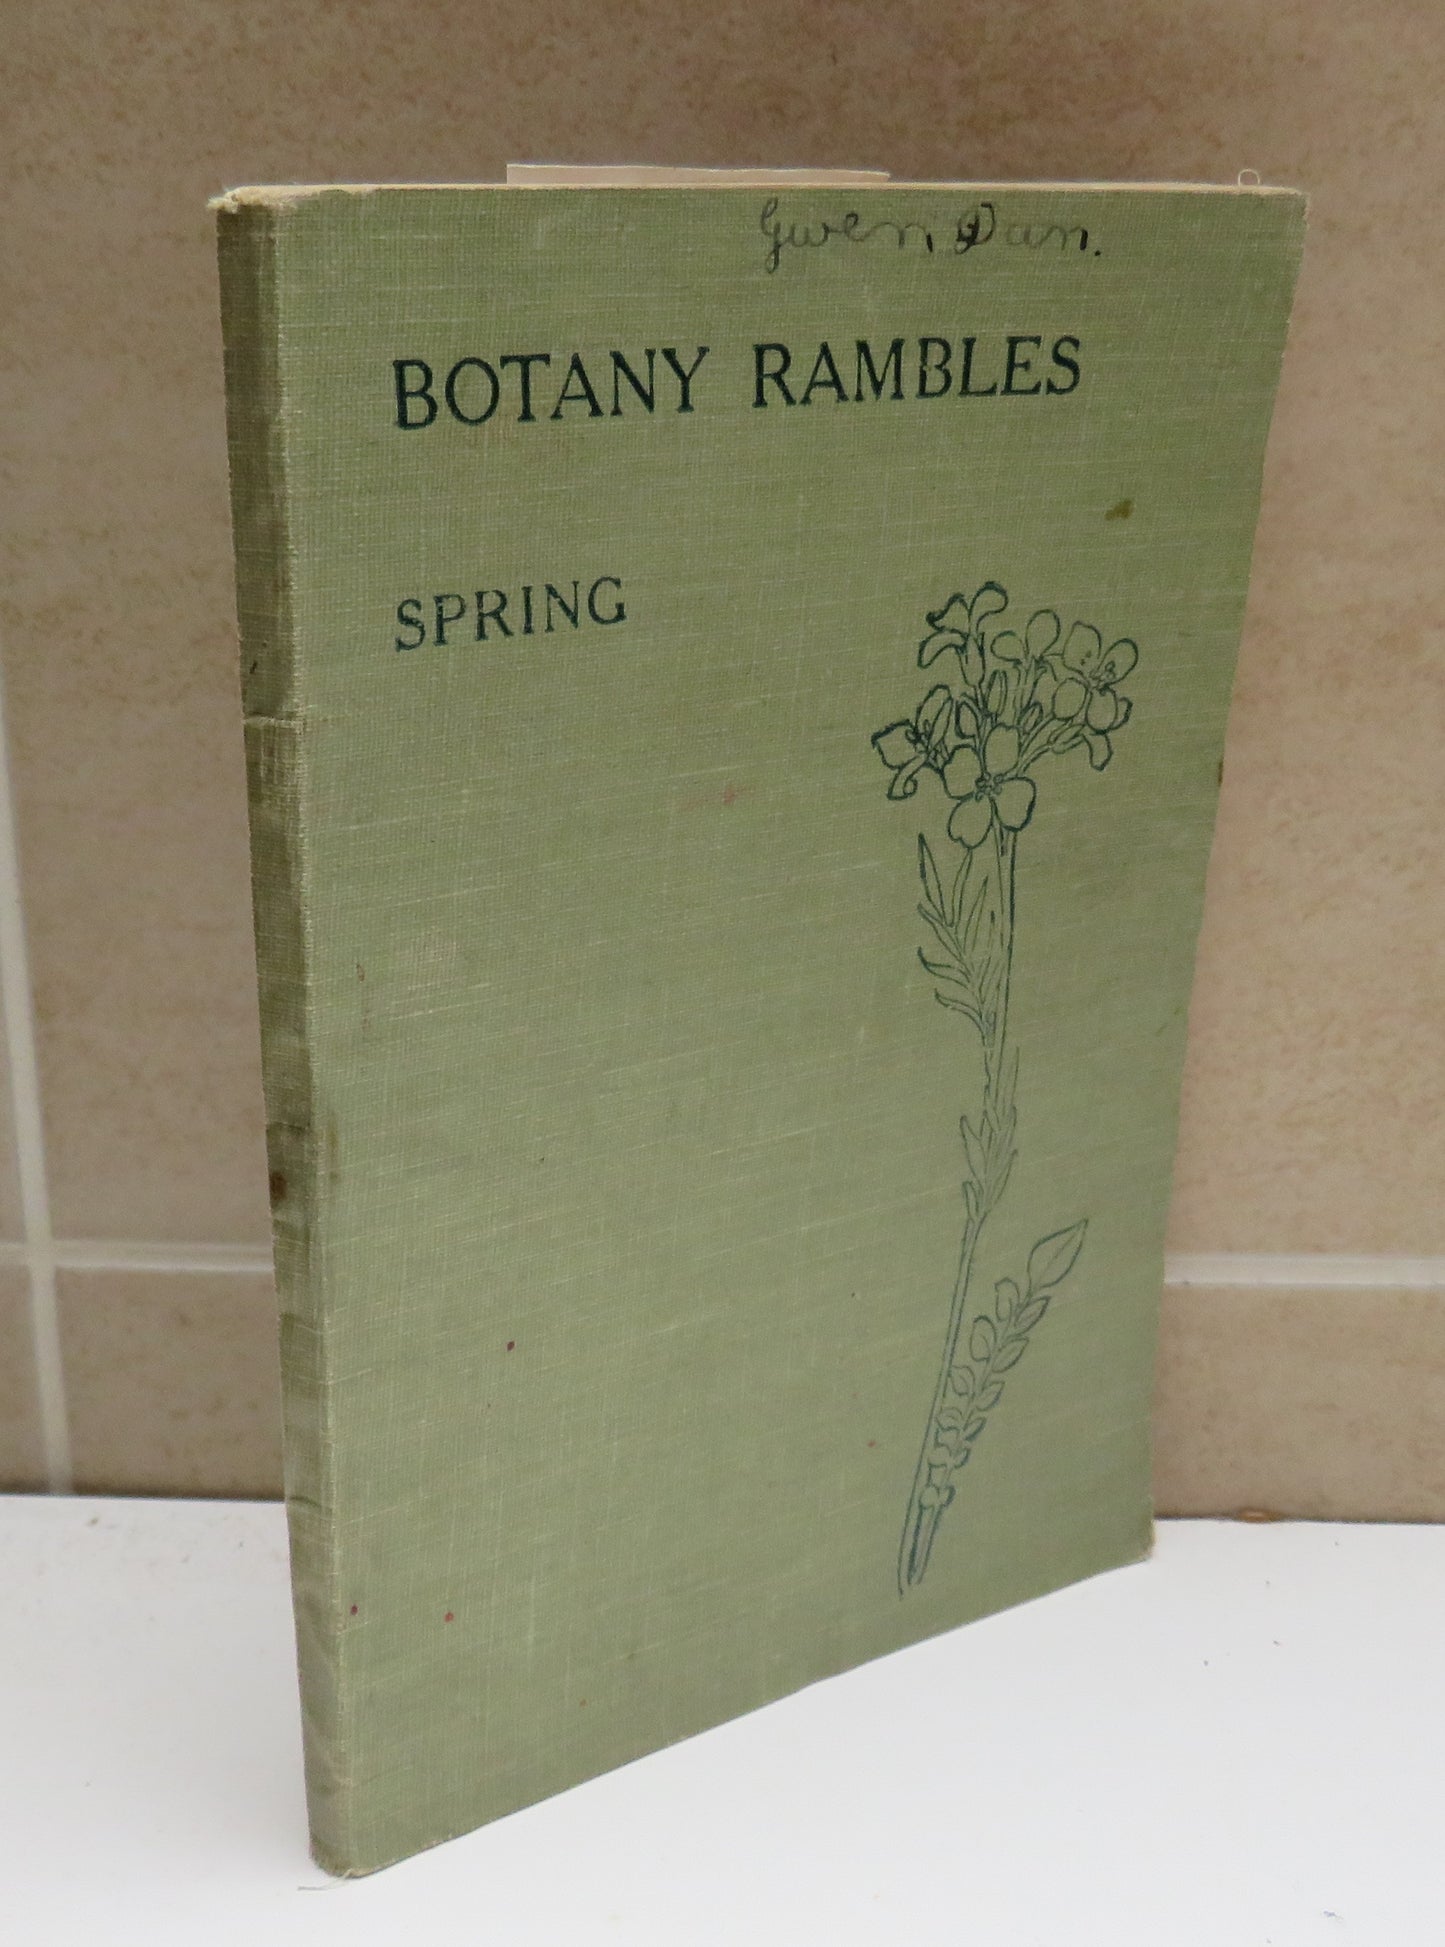 Gwen Dan.
BOTANY RAMBLES
SPRING